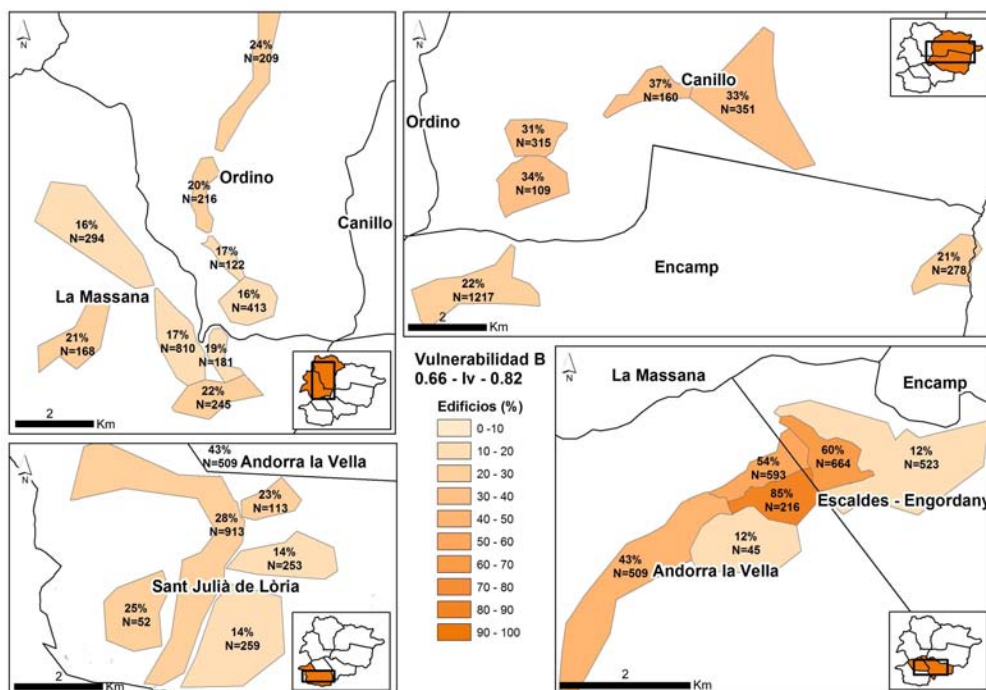 N
24%
N=209
Ordino
20%
N=216
Canillo
16%
N=294
17%
N=122
16%
N=413
La Massana
21%
N=168
17%
N=810
19%
N=181
22%
N=245
2
Km
N
Canillo
37%
N=160
33%
N=351
Ordino
31%
N=315
34%
N=109
Encamp
22%
N=1217
21%
N=278
2
Km
Vulnerabilidad B
0.66 - Iv - 0.82
Edificios (%)
0 -10
10 - 20
20 - 30
30 - 40
40 - 50
50 - 60
60 - 70
70 - 80
80 - 90
90 - 100
N
43%
N=509
Andorra la Vella
23%
N=113
28%
N=913
14%
N=253
Sant Julià de Lòria
25%
N=52
14%
N=259
2
Km
N
La Massana
Encamp
12%
N=523
60%
N=664
54%
N=593
85%
N=216
Escaldes - Engordany
12%
N=45
43%
N=509
Andorra la Vella
2
Km